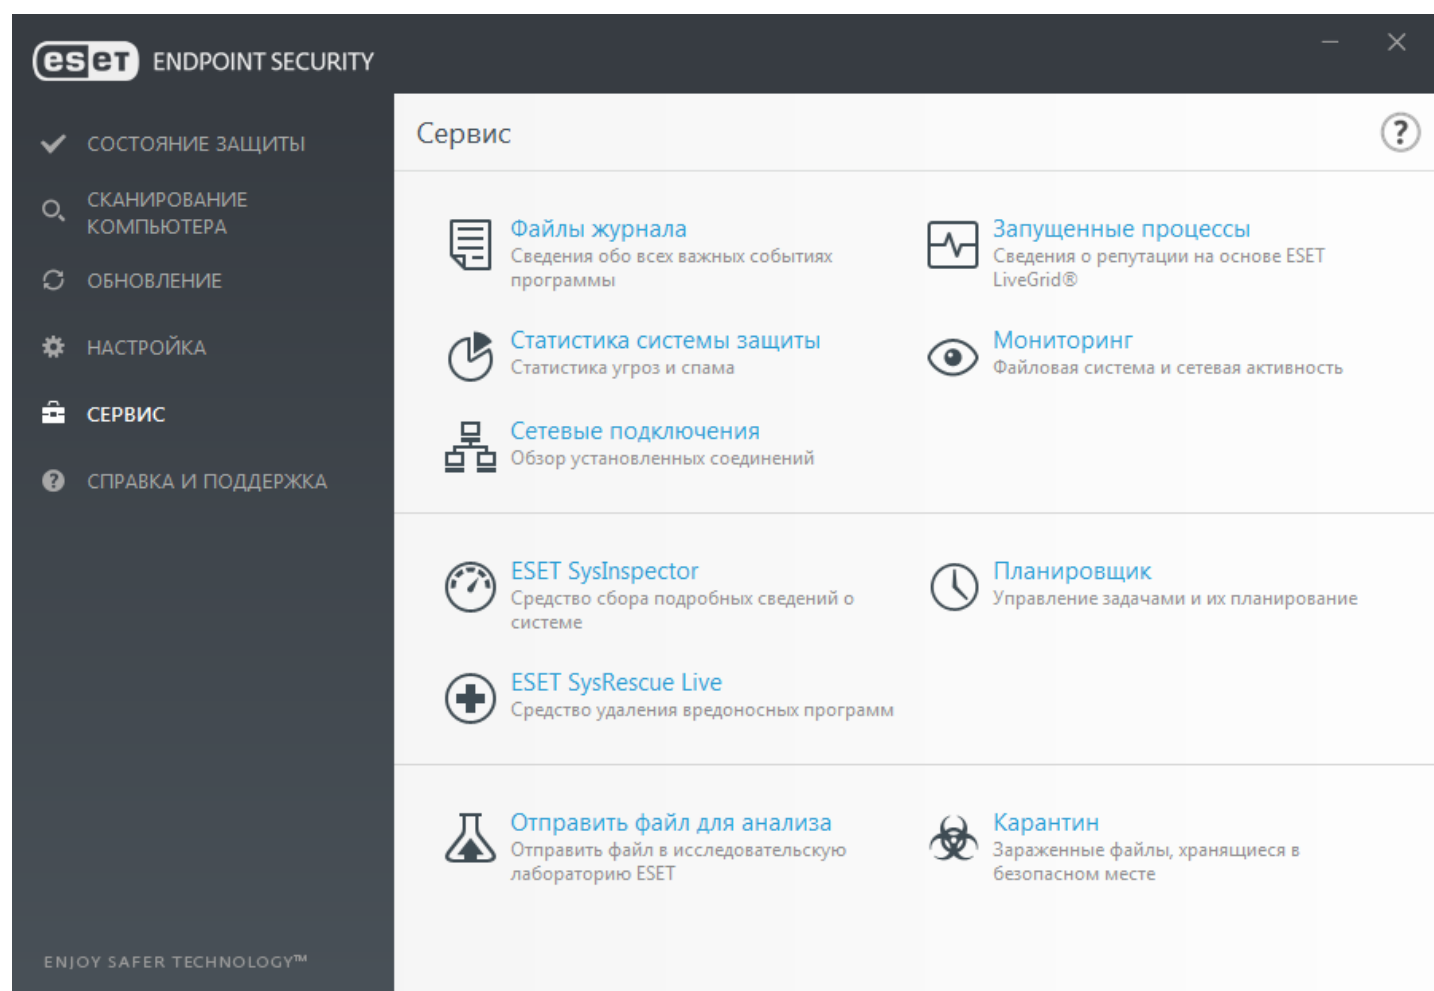 eset ENDPOINT SECURITY
СОСТОЯНИЕ ЗАЩИТЫ
СКАНИРОВАНИЕ
КОМПЬЮТЕРА
ОБНОВЛЕНИЕ
НАСТРОЙКА
СЕРВИС
СПРАВКА И ПОДДЕРЖКА
ENJOY SAFER TECHNOLOGY™
Сервис
?
Файлы журнала
Сведения обо всех важных событиях
программы
Запущенные процессы
Сведения о репутации на основе ESET
LiveGrid®
Статистика системы защиты
Статистика угроз и спама
Мониторинг
Файловая система и сетевая активность
Сетевые подключения
Обзор установленных соединений
ESET SysInspector
Средство сбора подробных сведений о
системе
Планировщик
Управление задачами и их планирование
ESET SysRescue Live
Средство удаления вредоносных программ
Отправить файл для анализа
Отправить файл в исследовательскую
лабораторию ESET
Карантин
Зараженные файлы, хранящиеся в
безопасном месте